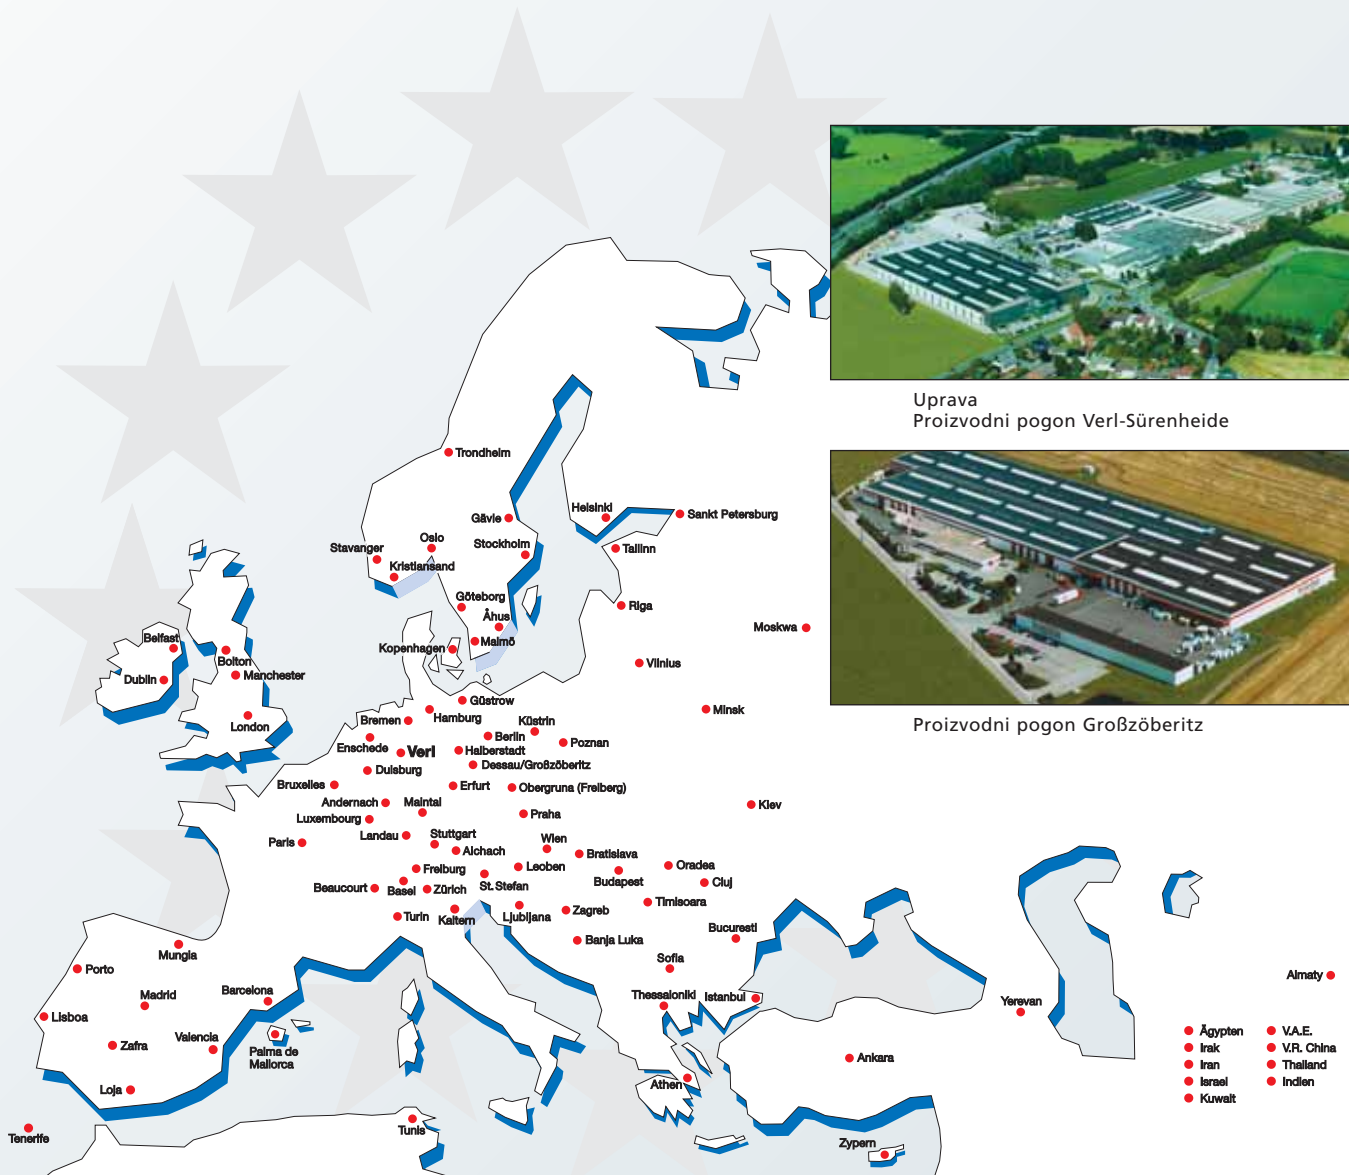 Uprava
Proizvodni pogon Verl-Sürenheide
Trondheim
Gävle
Helsinki
Sankt Petersburg
Oslo
Stavanger
Stockholm
Tallinn
Kristiansand
Göteborg
Riga
Åhus
Moskwa
Belfast
Kopenhagen
Malmö
Bolton
Vilnius
Dublin
Manchester
Proizvodni pogon Großzöberitz
Güstrow
Minsk
Hamburg
London
Bremen
Küstrin
Berlin
Enschede
Verl
Halberstadt
Poznan
Dessau/Großzöberitz
Duisburg
Bruxelles
Erfurt
Obergruna (Freiberg)
Andernach
Maintal
Kiev
Luxembourg
Praha
Paris
Landau
Stuttgart
Wien
Aichach
Bratislava
Freiburg
Leoben
Oradea
Beaucourt
Basel
Zürich
St. Stefan
Budapest
Cluj
Timisoara
Turin
Kaltern
Ljubljana
Zagreb
Bucuresti
Mungia
Banja Luka
Porto
Sofia
Almaty
Madrid
Barcelona
Thessaloniki
Istanbul
Yerevan
Lisboa
Valencia
Zafra
Palma de
Mallorca
Ankara
Loja
Athen
Tenerife
Tunis
Zypern
Ägypten
Irak
Iran
Israel
Kuwait
V.A.E.
V.R. China
Thailand
Indien